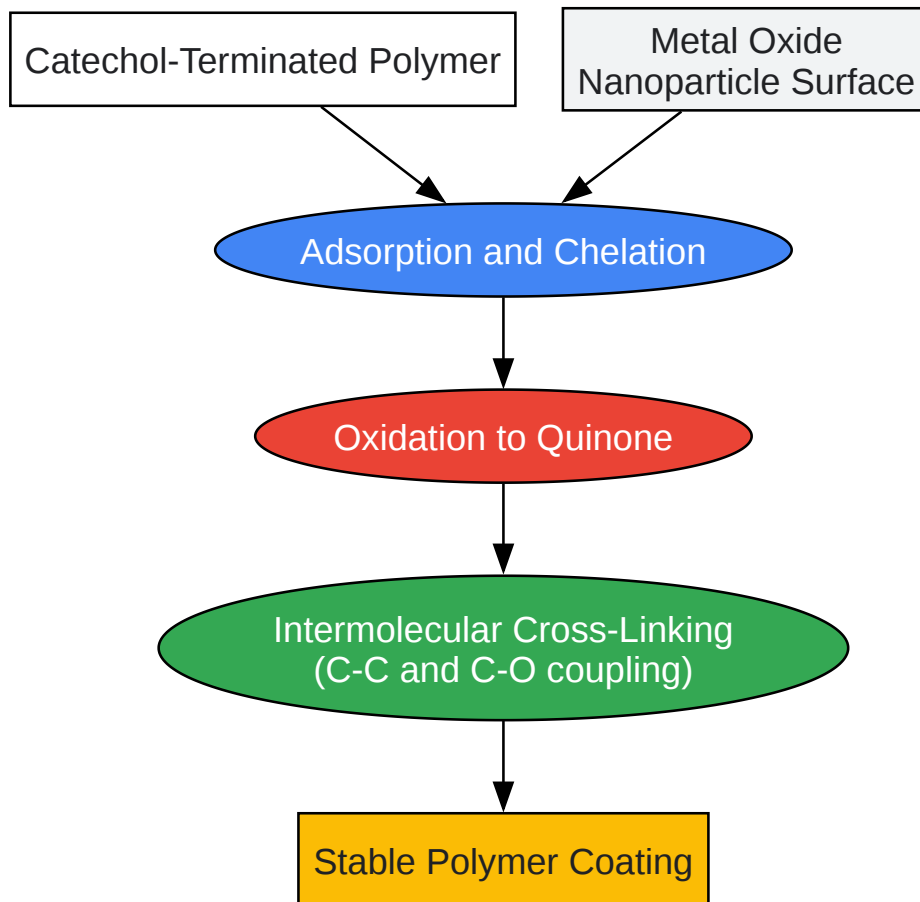 Catechol-Terminated Polymer
Metal Oxide
Nanoparticle Surface
Adsorption and Chelation
Oxidation to Quinone
Intermolecular Cross-Linking
(C-C and C-O coupling)
Stable Polymer Coating